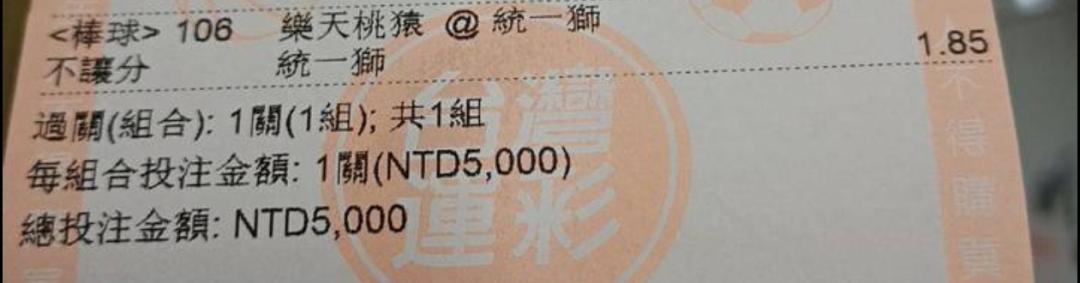 <棒球> 106 樂天桃猿 @ 統一獅
不讓分 統一獅 1.85
過關(組合): 1關(1組); 共1組
每組合投注金額: 1關(NTD5,000)
總投注金額: NTD5,000
台灣
運彩
不得購買